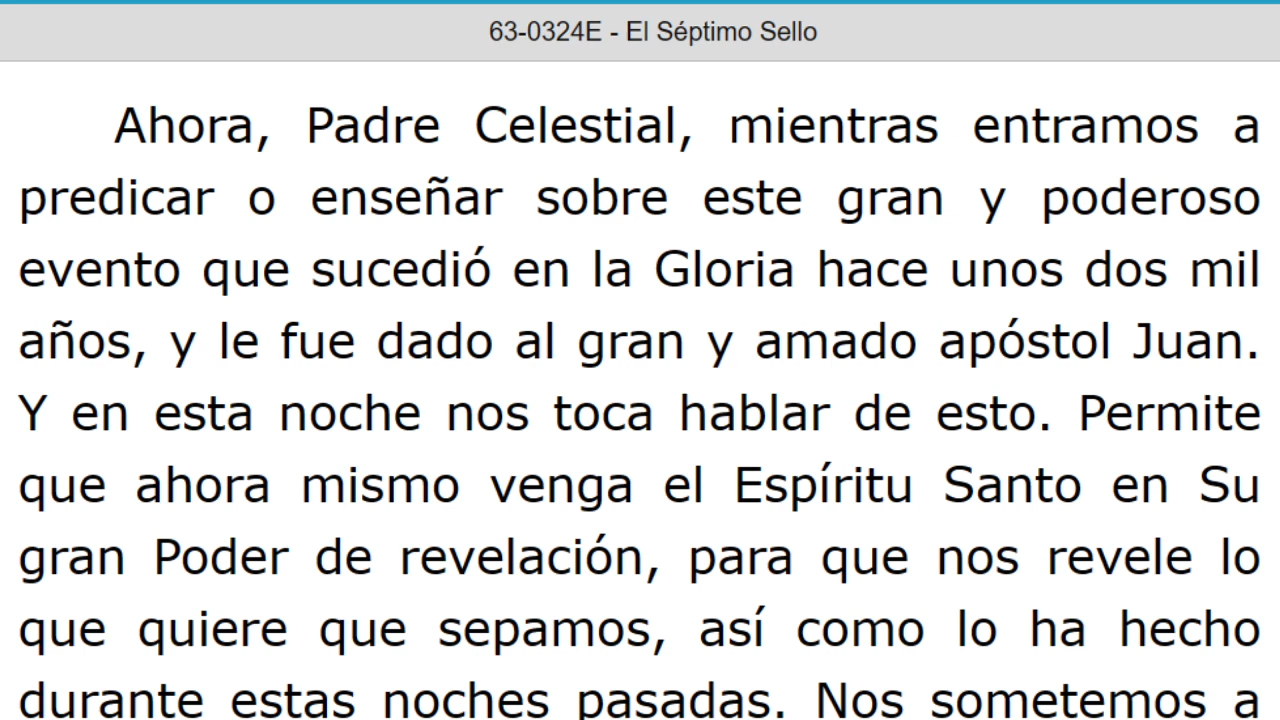 63-0324E - El Séptimo Sello
Ahora, Padre Celestial, mientras entramos a
predicar o enseñar sobre este gran y poderoso
evento que sucedió en la Gloria hace unos dos mil
años, y le fue dado al gran y amado apóstol Juan.
Y en esta noche nos toca hablar de esto. Permite
que ahora mismo venga el Espíritu Santo en Su
gran Poder de revelación, para que nos revele lo
que quiere que sepamos, así como lo ha hecho
durante estas noches pasadas. Nos sometemos a